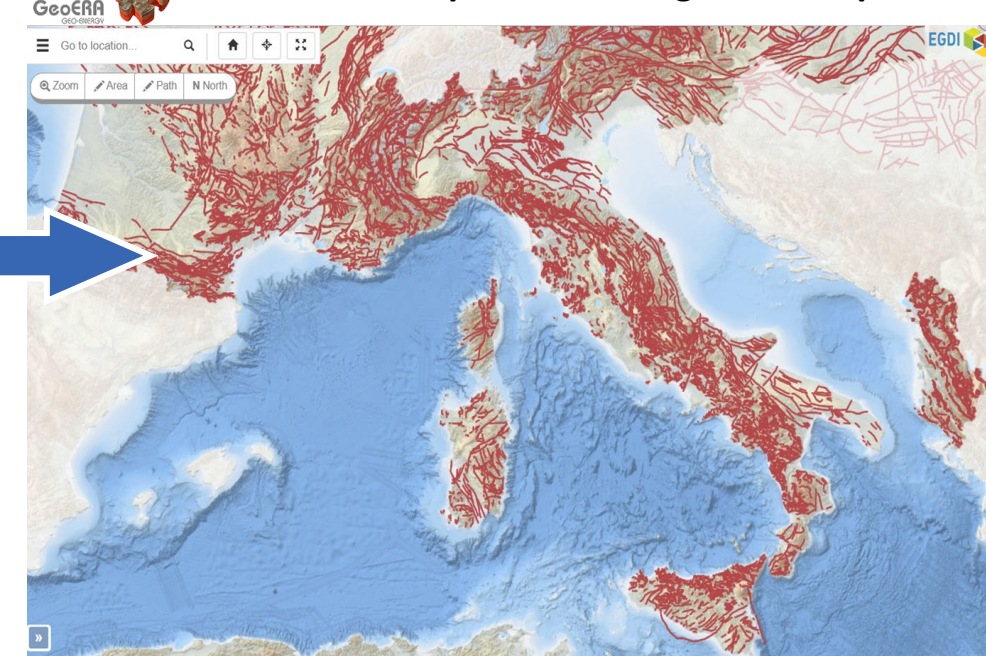 GeoERA
GEO-ENERGY
Go to location...
EGDI
Zoom
Area
Path
N North
»